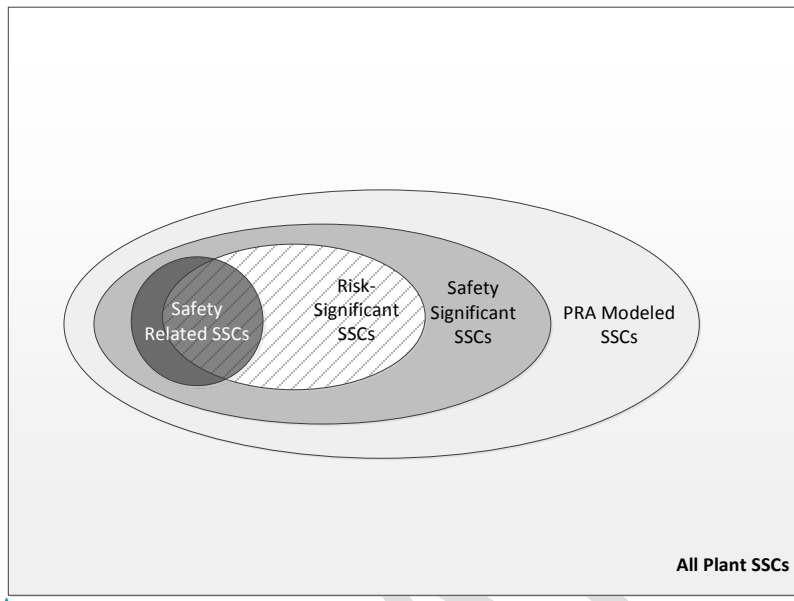 Safety
Related SSCs
Risk-
Significant
SSCs
Safety
Significant
SSCs
PRA Modeled
SSCs
All Plant SSCs